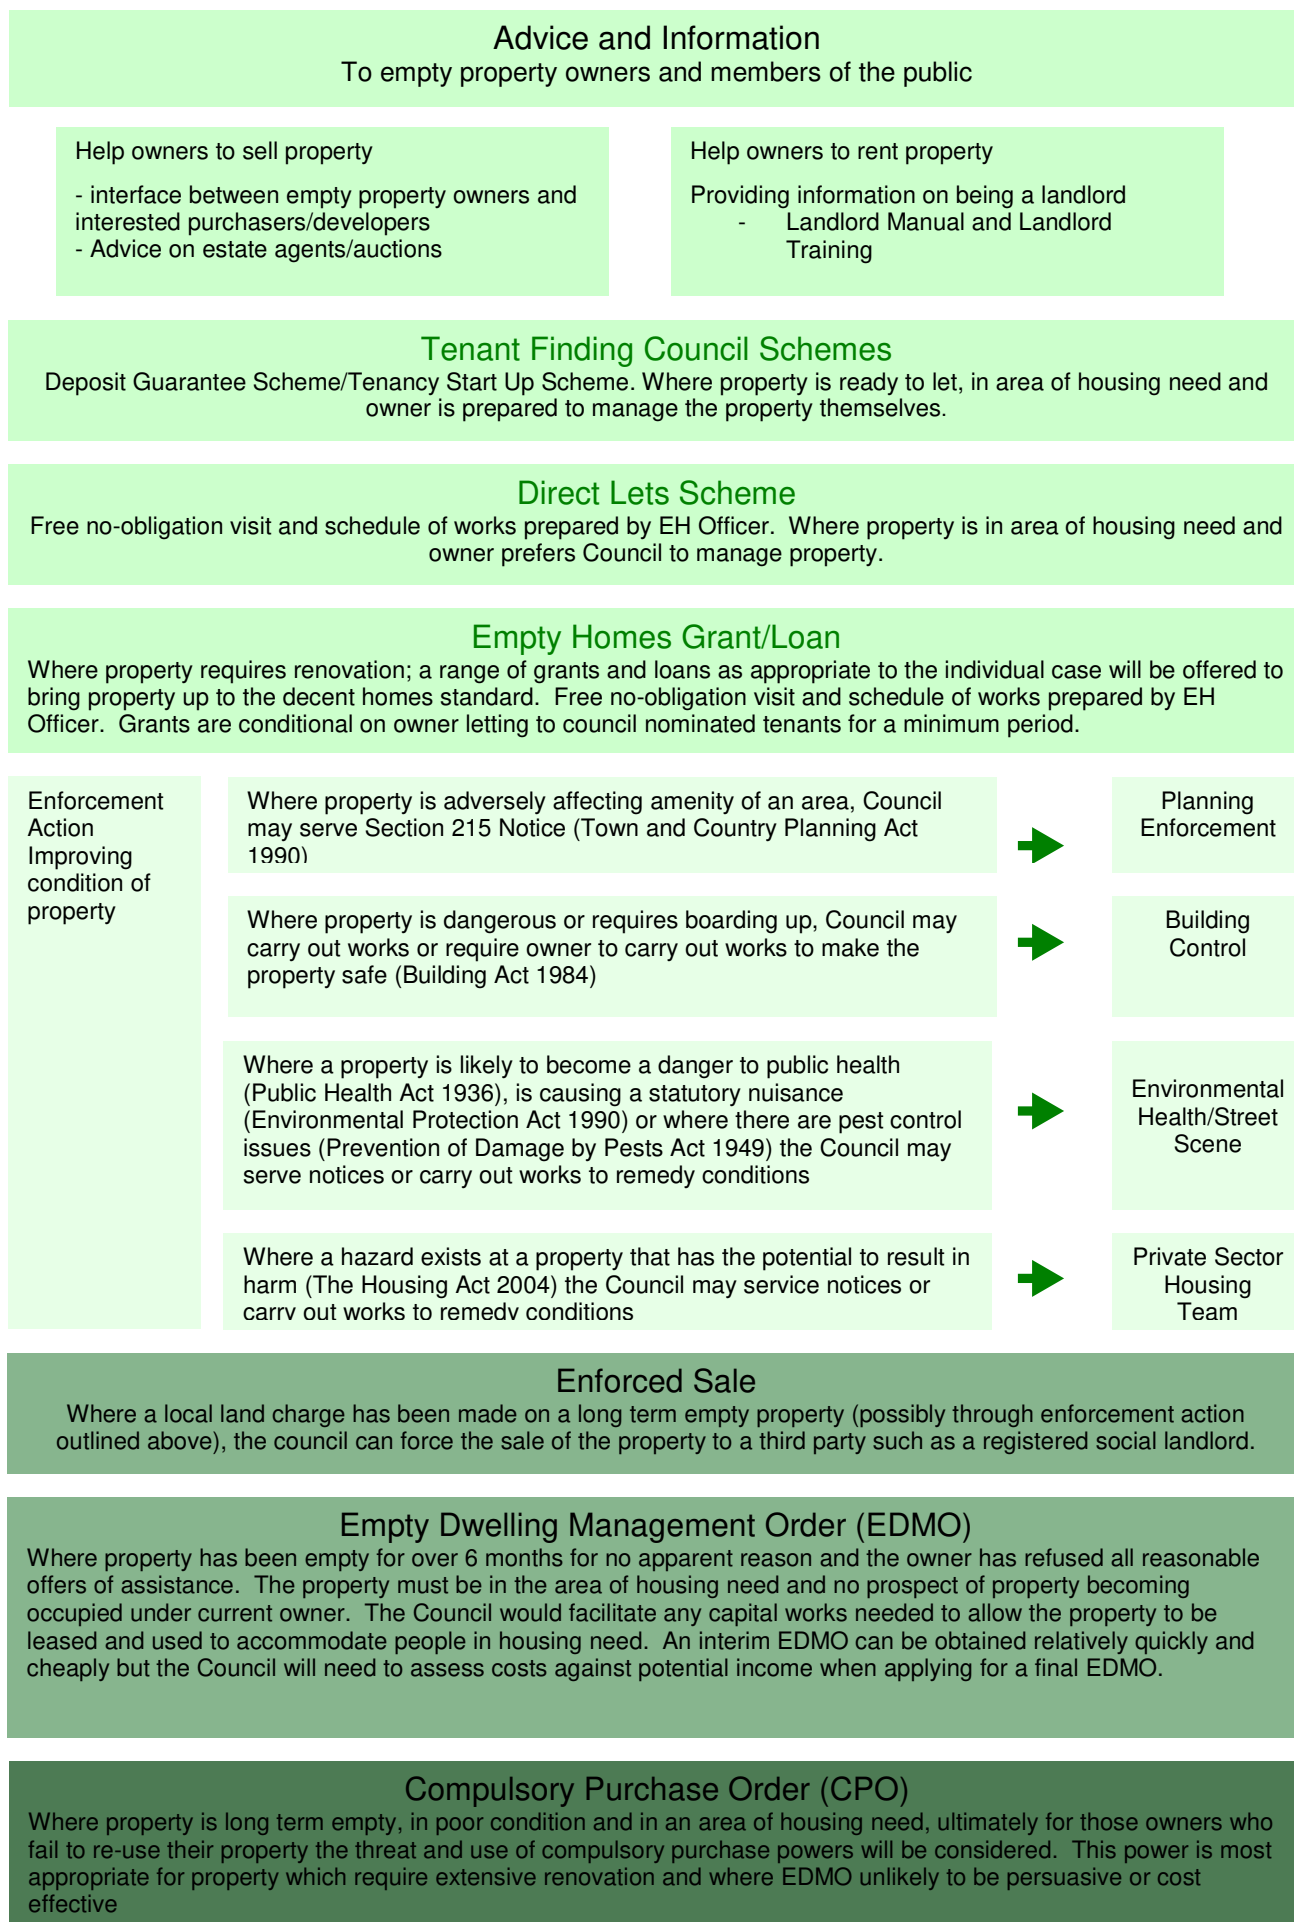 Advice and Information
To empty property owners and members of the public
Help owners to sell property
- interface between empty property owners and
interested purchasers/developers
- Advice on estate agents/auctions
Help owners to rent property
Providing information on being a landlord
- Landlord Manual and Landlord
Training
Tenant Finding Council Schemes
Deposit Guarantee Scheme/Tenancy Start Up Scheme. Where property is ready to let, in area of housing need and
owner is prepared to manage the property themselves.
Direct Lets Scheme
Free no-obligation visit and schedule of works prepared by EH Officer. Where property is in area of housing need and
owner prefers Council to manage property.
Empty Homes Grant/Loan
Where property requires renovation; a range of grants and loans as appropriate to the individual case will be offered to
bring property up to the decent homes standard. Free no-obligation visit and schedule of works prepared by EH
Officer. Grants are conditional on owner letting to council nominated tenants for a minimum period.
Enforcement
Action
Improving
condition of
property
Where property is adversely affecting amenity of an area, Council
may serve Section 215 Notice (Town and Country Planning Act
1990)
Planning
Enforcement
Where property is dangerous or requires boarding up, Council may
carry out works or require owner to carry out works to make the
property safe (Building Act 1984)
Building
Control
Where a property is likely to become a danger to public health
(Public Health Act 1936), is causing a statutory nuisance
(Environmental Protection Act 1990) or where there are pest control
issues (Prevention of Damage by Pests Act 1949) the Council may
serve notices or carry out works to remedy conditions
Environmental
Health/Street
Scene
Where a hazard exists at a property that has the potential to result in
harm (The Housing Act 2004) the Council may service notices or
carry out works to remedy conditions
Private Sector
Housing
Team
Enforced Sale
Where a local land charge has been made on a long term empty property (possibly through enforcement action
outlined above), the council can force the sale of the property to a third party such as a registered social landlord.
Empty Dwelling Management Order (EDMO)
Where property has been empty for over 6 months for no apparent reason and the owner has refused all reasonable
offers of assistance. The property must be in the area of housing need and no prospect of property becoming
occupied under current owner. The Council would facilitate any capital works needed to allow the property to be
leased and used to accommodate people in housing need. An interim EDMO can be obtained relatively quickly and
cheaply but the Council will need to assess costs against potential income when applying for a final EDMO.
Compulsory Purchase Order (CPO)
Where property is long term empty, in poor condition and in an area of housing need, ultimately for those owners who
fail to re-use their property the threat and use of compulsory purchase powers will be considered. This power is most
appropriate for property which require extensive renovation and where EDMO unlikely to be persuasive or cost
effective